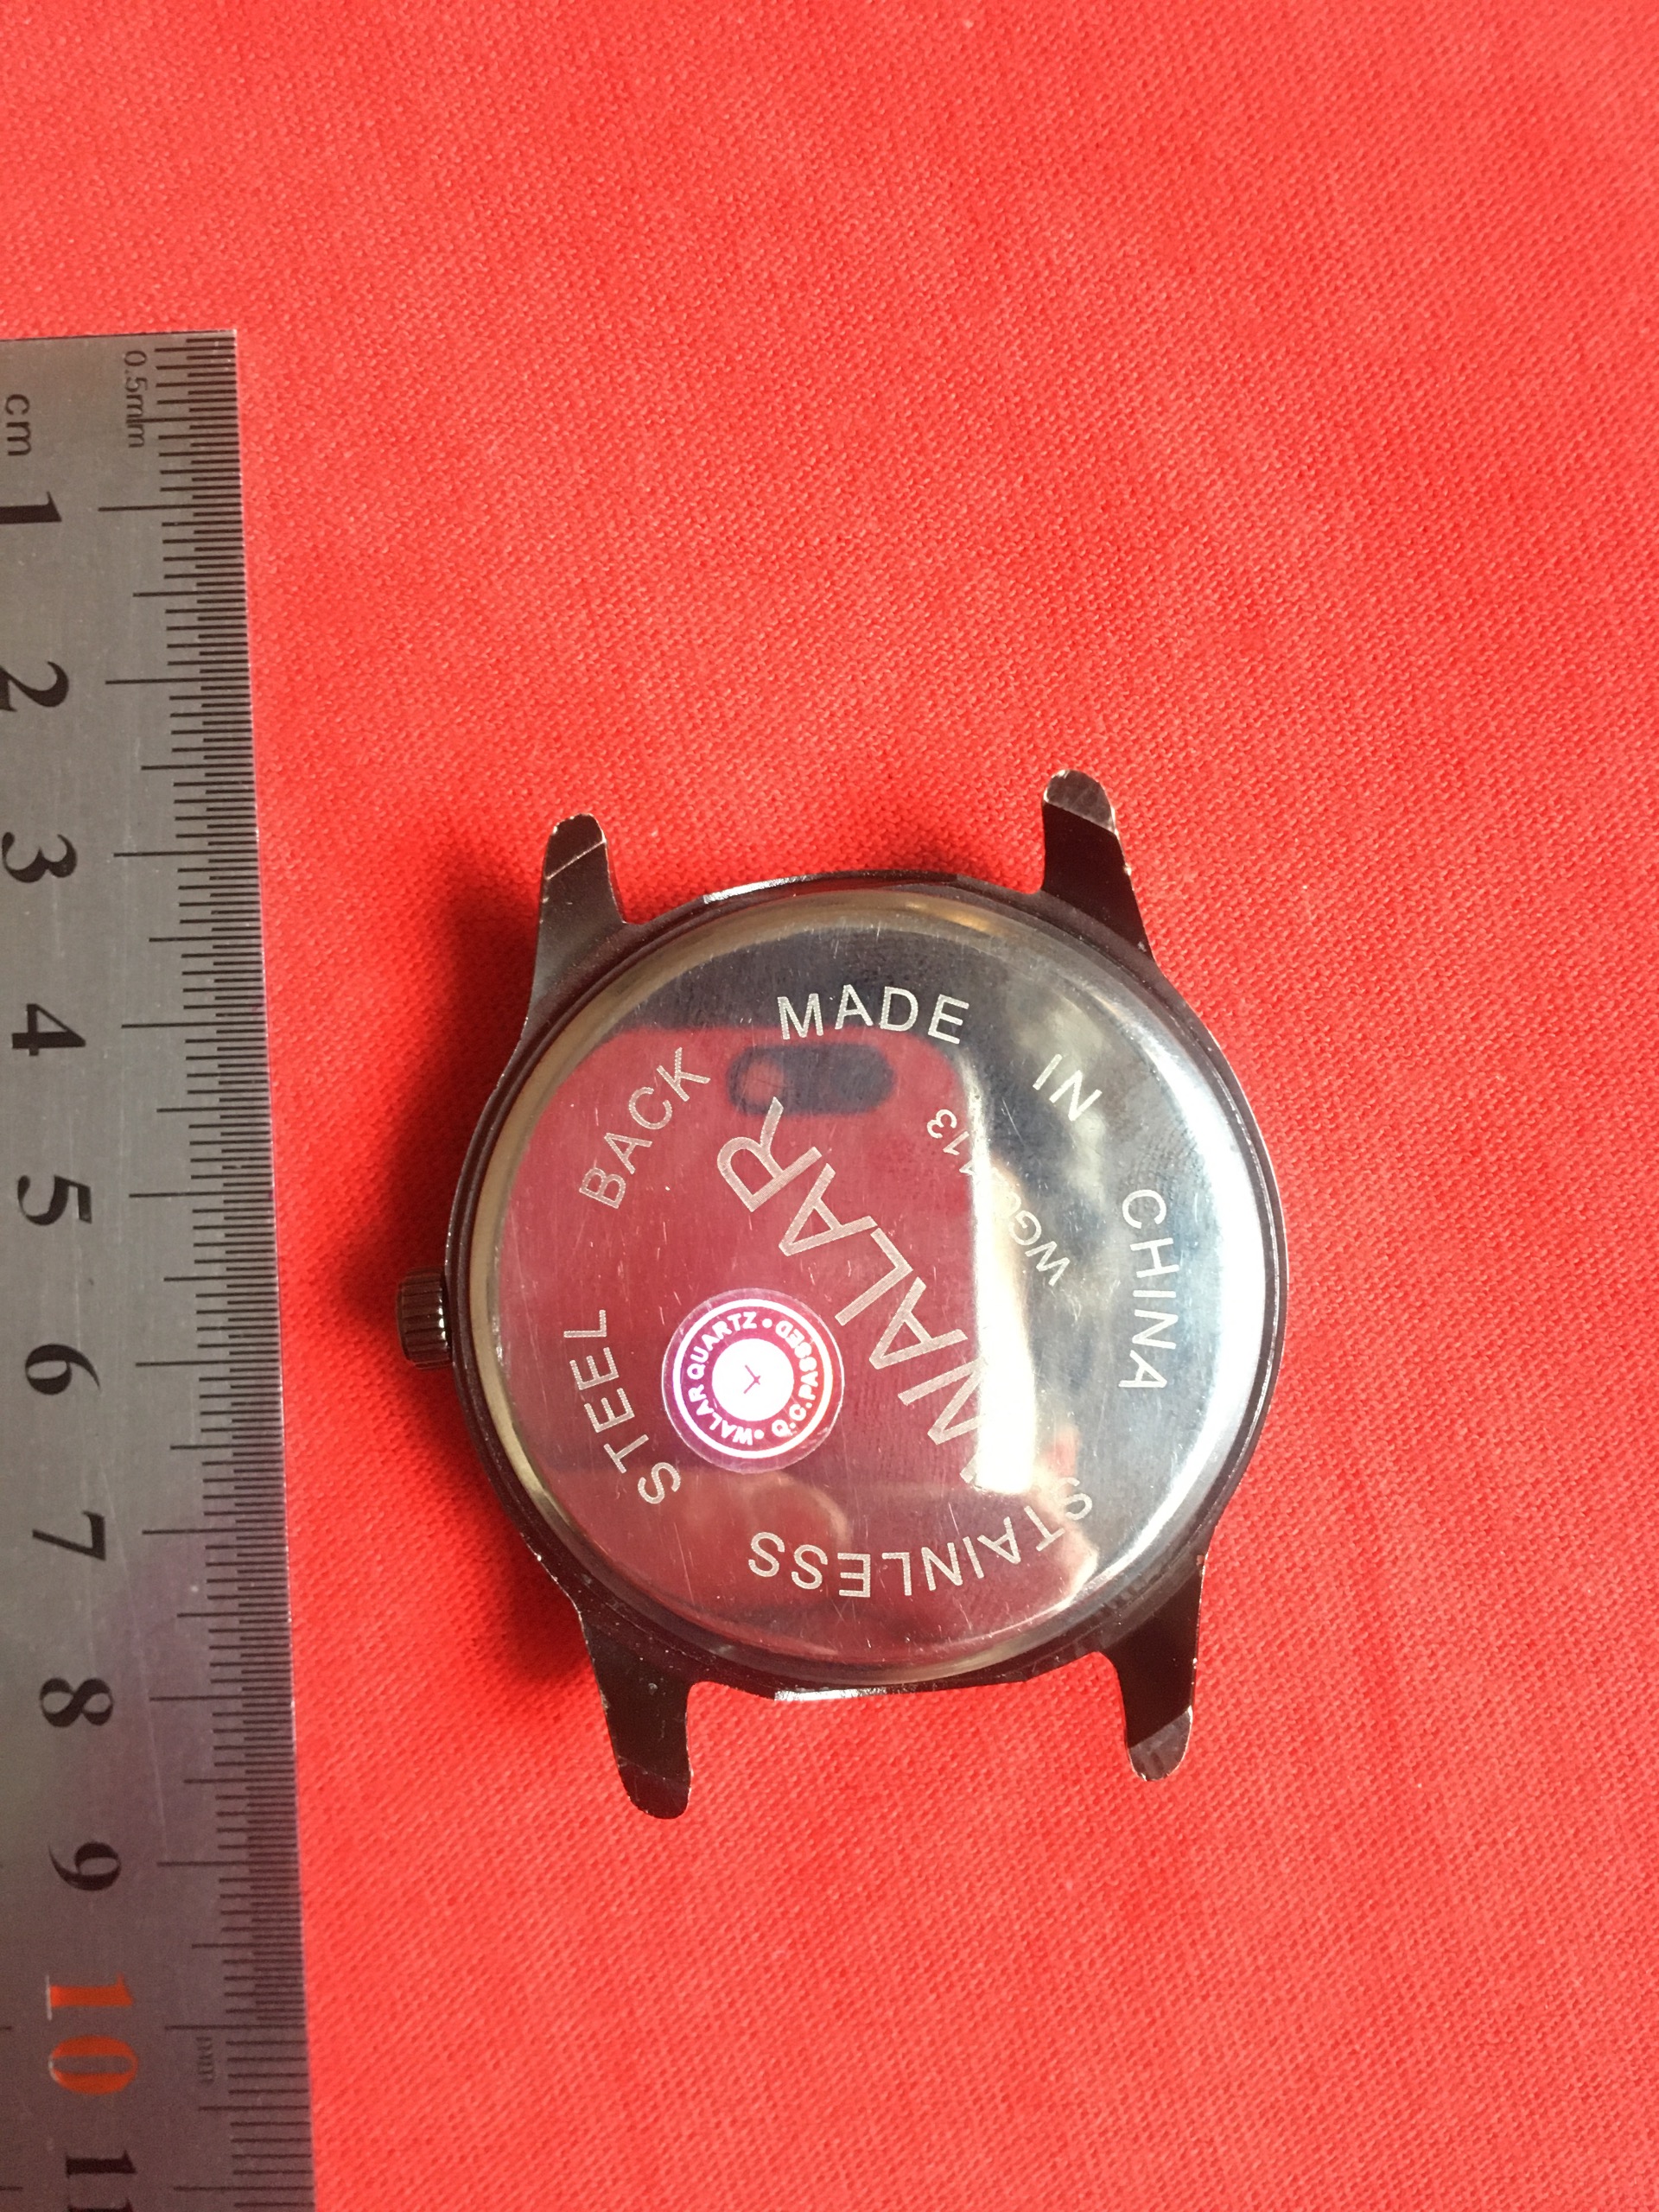 cm
0.5mm
1
2
3
4
5
6
7
8
9
10
11
STAINLESS STEEL BACK MADE IN CHINA
WALAR
WALAR QUARTZ • Q.C.PASSED •